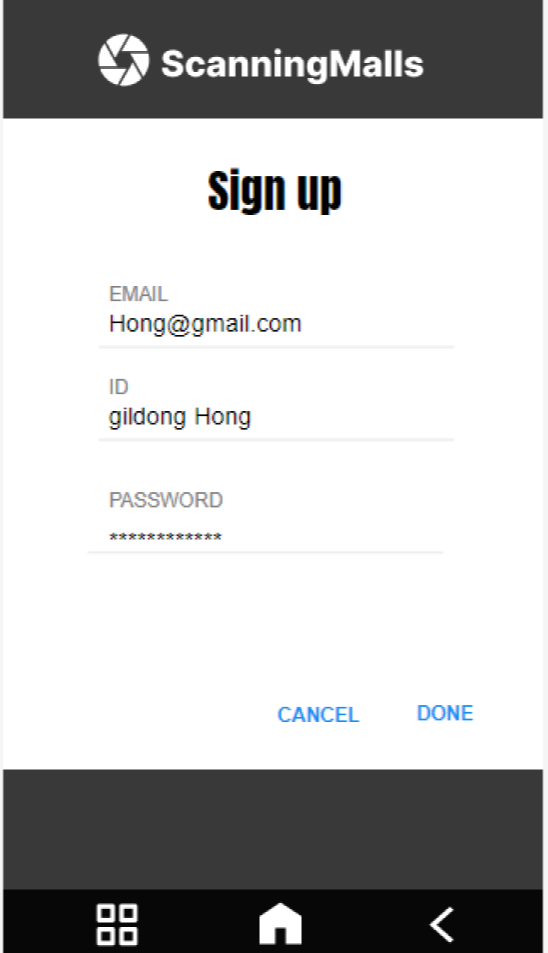 ScanningMalls
Sign up
EMAIL
Hong@gmail.com
ID
gildong Hong
PASSWORD
************
CANCEL DONE